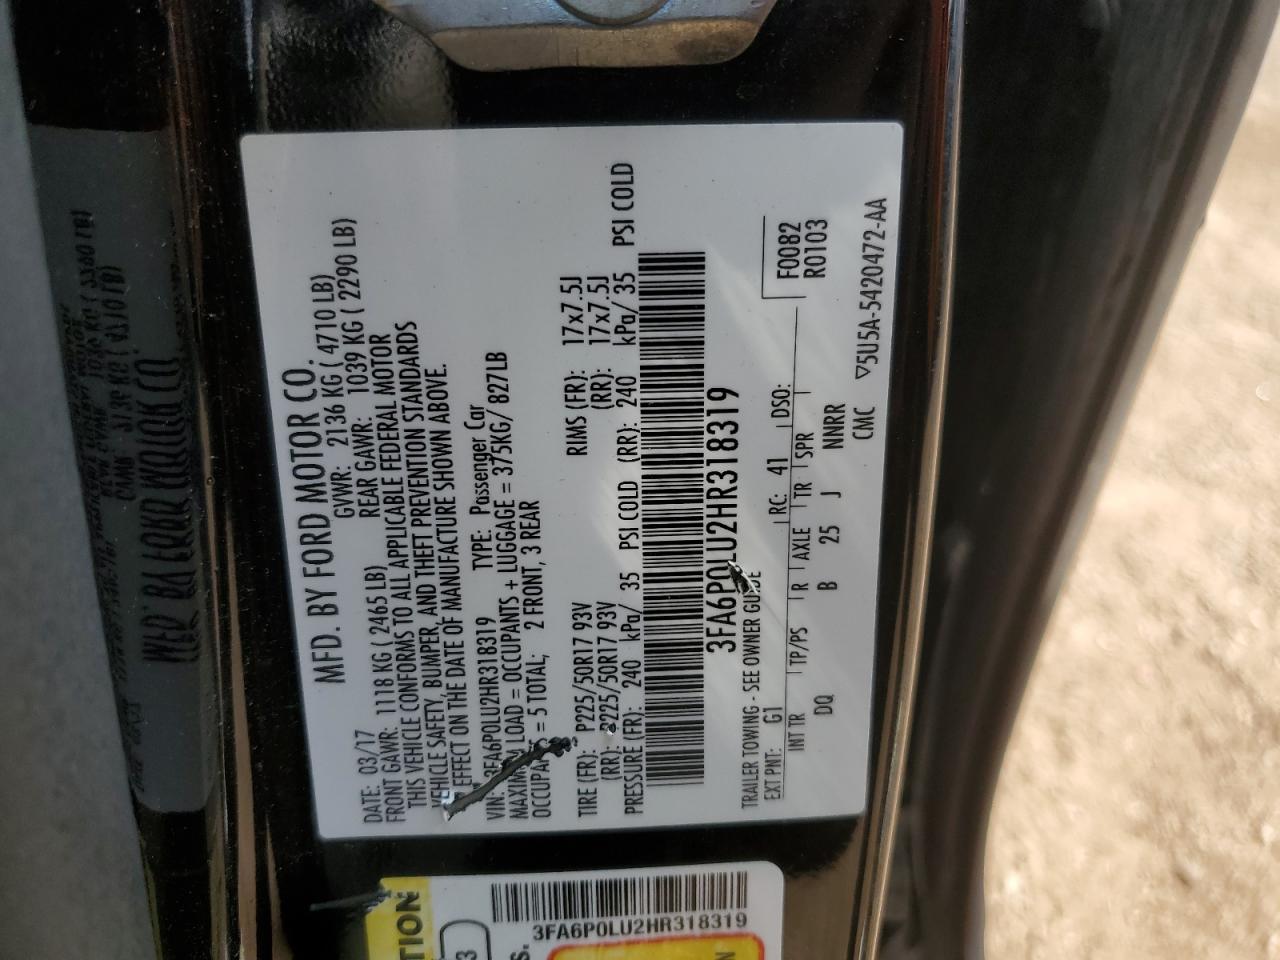 MFD. BY FORD MOTOR CO.
DATE: 03/17 GVWR: 2136 KG ( 4710 LB)
FRONT GAWR: 1118 KG ( 2465 LB) REAR GAWR: 1039 KG ( 2290 LB)
THIS VEHICLE CONFORMS TO ALL APPLICABLE FEDERAL MOTOR
VEHICLE SAFETY, BUMPER, AND THEFT PREVENTION STANDARDS
EFFECT ON THE DATE OF MANUFACTURE SHOWN ABOVE.
VIN: 3FA6P0LU2HR318319 TYPE: Passenger Car
LOAD = OCCUPANTS + LUGGAGE = 375KG/ 827LB
= 5 TOTAL; 2 FRONT, 3 REAR
TIRE (FR): P225/50R17 93V RIMS (FR): 17x7.5J
(RR): P225/50R17 93V (RR): 17x7.5J
PRESSURE (FR): 240 kPa/ 35 PSI COLD (RR): 240 kPa/ 35 PSI COLD
3FA6P0LU2HR318319
TRAILER TOWING - SEE OWNER GUIDE
F0082
EXT PNT: G1 RC: 41 DSO: R0103
INT TR TP/PS R AXLE TR SPR
DQ B 25 J NNRR
CMC ▽5U5A-5420472-AA
TION
3
S.
3FA6P0LU2HR318319
N